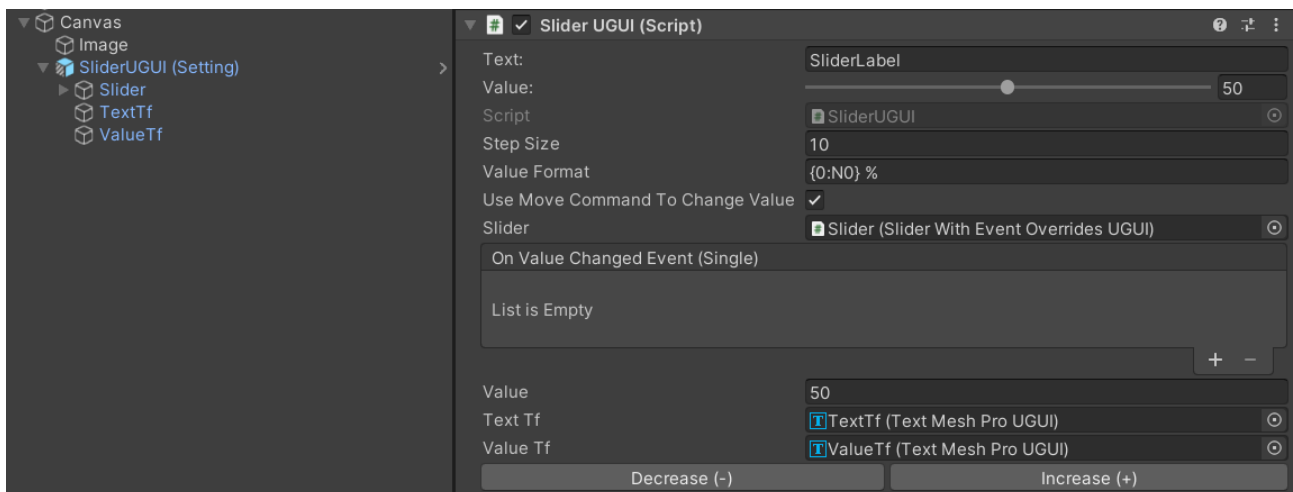 Canvas
Image
SliderUGUI (Setting)
Slider
TextTf
ValueTf
# Slider UGUI (Script)
Text: SliderLabel
Value: 50
Script # SliderUGUI
Step Size 10
Value Format {0:N0} %
Use Move Command To Change Value
Slider # Slider (Slider With Event Overrides UGUI)
On Value Changed Event (Single)
List is Empty
+ −
Value 50
Text Tf T TextTf (Text Mesh Pro UGUI)
Value Tf T ValueTf (Text Mesh Pro UGUI)
Decrease (-) Increase (+)